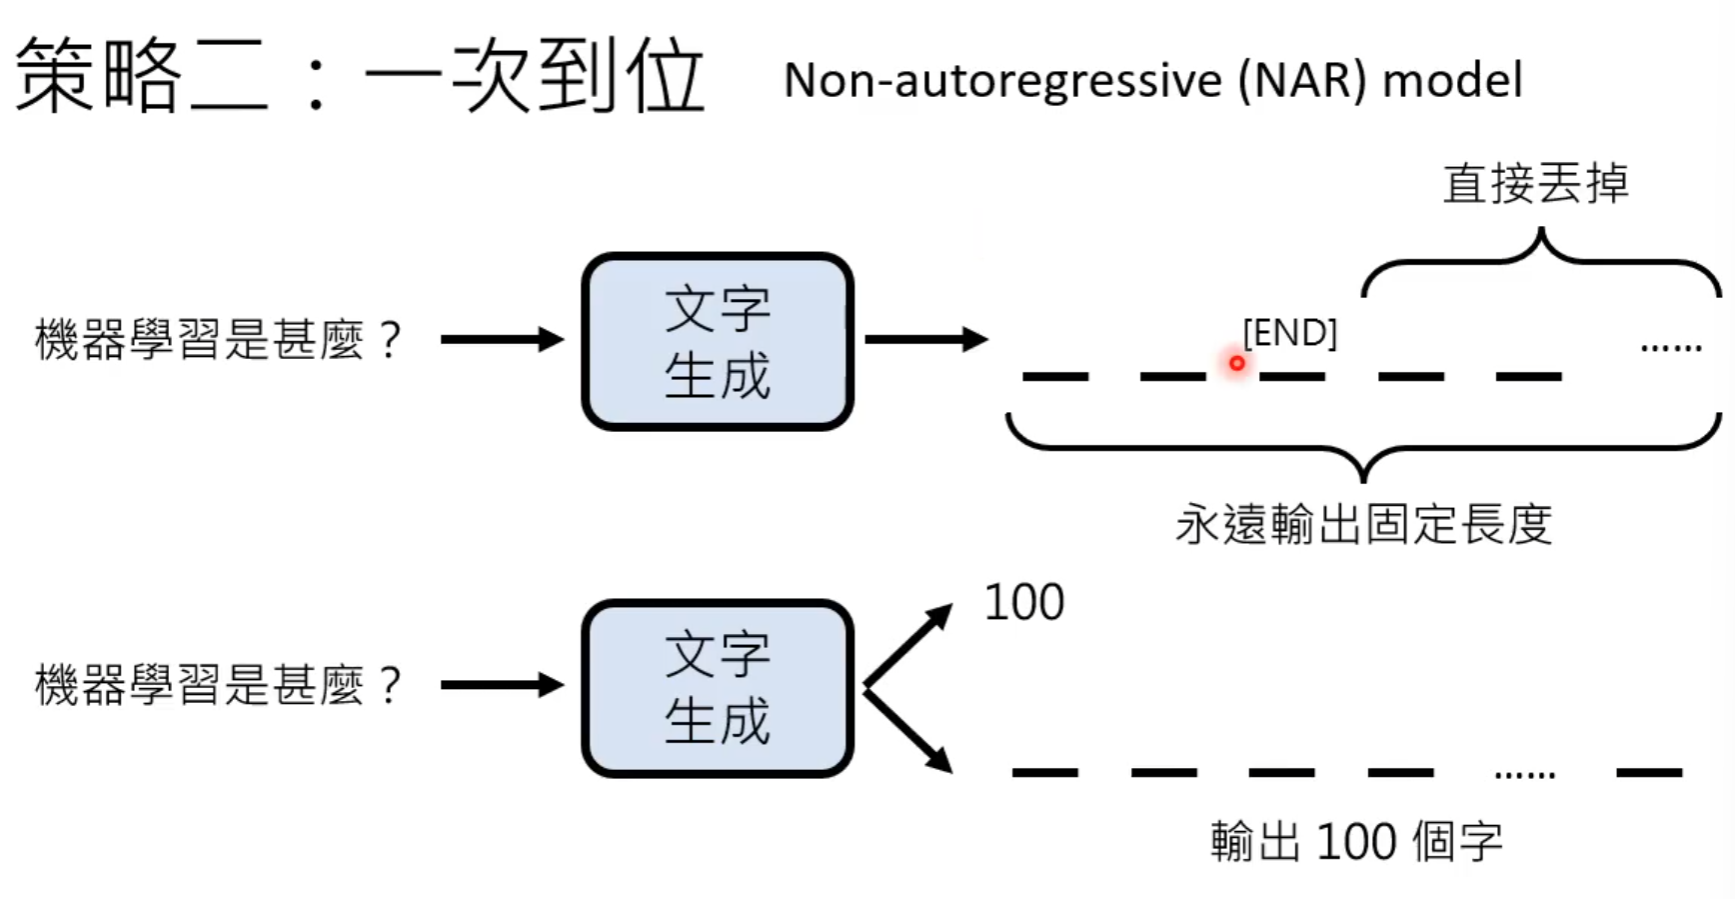 策略二：一次到位 Non-autoregressive (NAR) model
直接丟掉
機器學習是甚麼？
文字
生成
[END]
......
永遠輸出固定長度
機器學習是甚麼？
文字
生成
100
......
輸出 100 個字